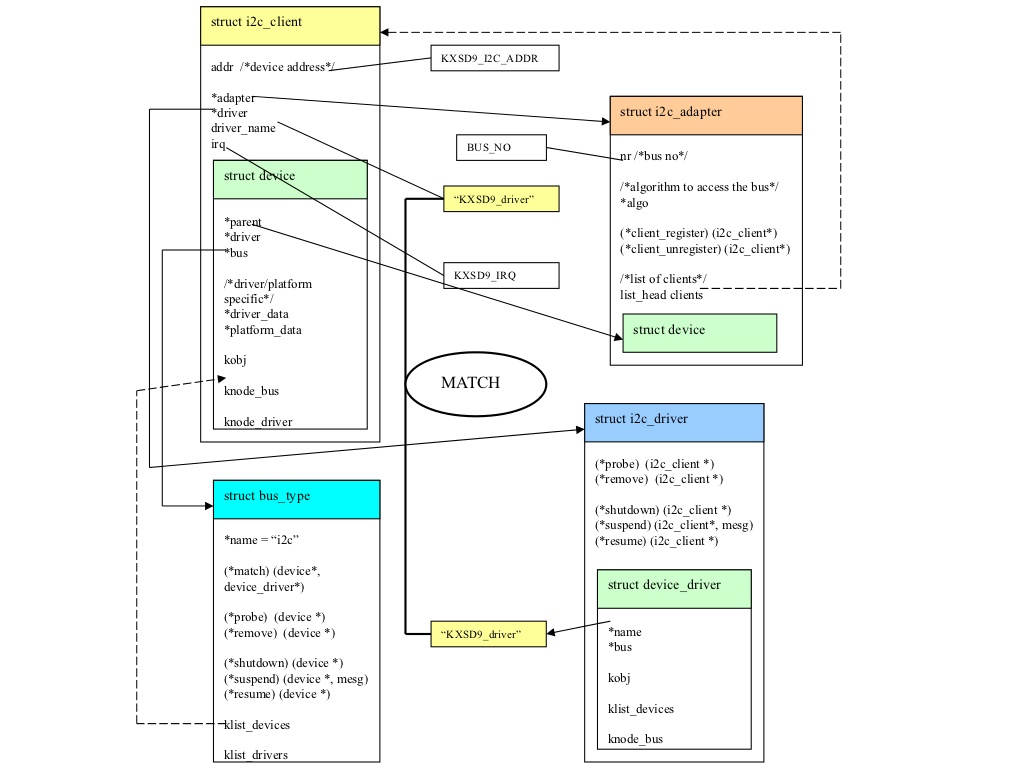 struct i2c_client
addr  /*device address*/
*adapter
*driver
driver_name
irq
struct device
*parent
*driver
*bus
/*driver/platform
specific*/
*driver_data
*platform_data
kobj
knode_bus
knode_driver
KXSD9_I2C_ADDR
BUS_NO
“KXSD9_driver”
KXSD9_IRQ
MATCH
struct i2c_adapter
nr /*bus no*/
/*algorithm to access the bus*/
*algo
(*client_register) (i2c_client*)
(*client_unregister) (i2c_client*)
/*list of clients*/
list_head clients
struct device
struct bus_type
*name = “i2c”
(*match) (device*,
device_driver*)
(*probe)  (device *)
(*remove)  (device *)
(*shutdown) (device *)
(*suspend) (device *, mesg)
(*resume) (device *)
klist_devices
klist_drivers
“KXSD9_driver”
struct i2c_driver
(*probe)  (i2c_client *)
(*remove)  (i2c_client *)
(*shutdown) (i2c_client *)
(*suspend) (i2c_client*, mesg)
(*resume) (i2c_client *)
struct device_driver
*name
*bus
kobj
klist_devices
knode_bus